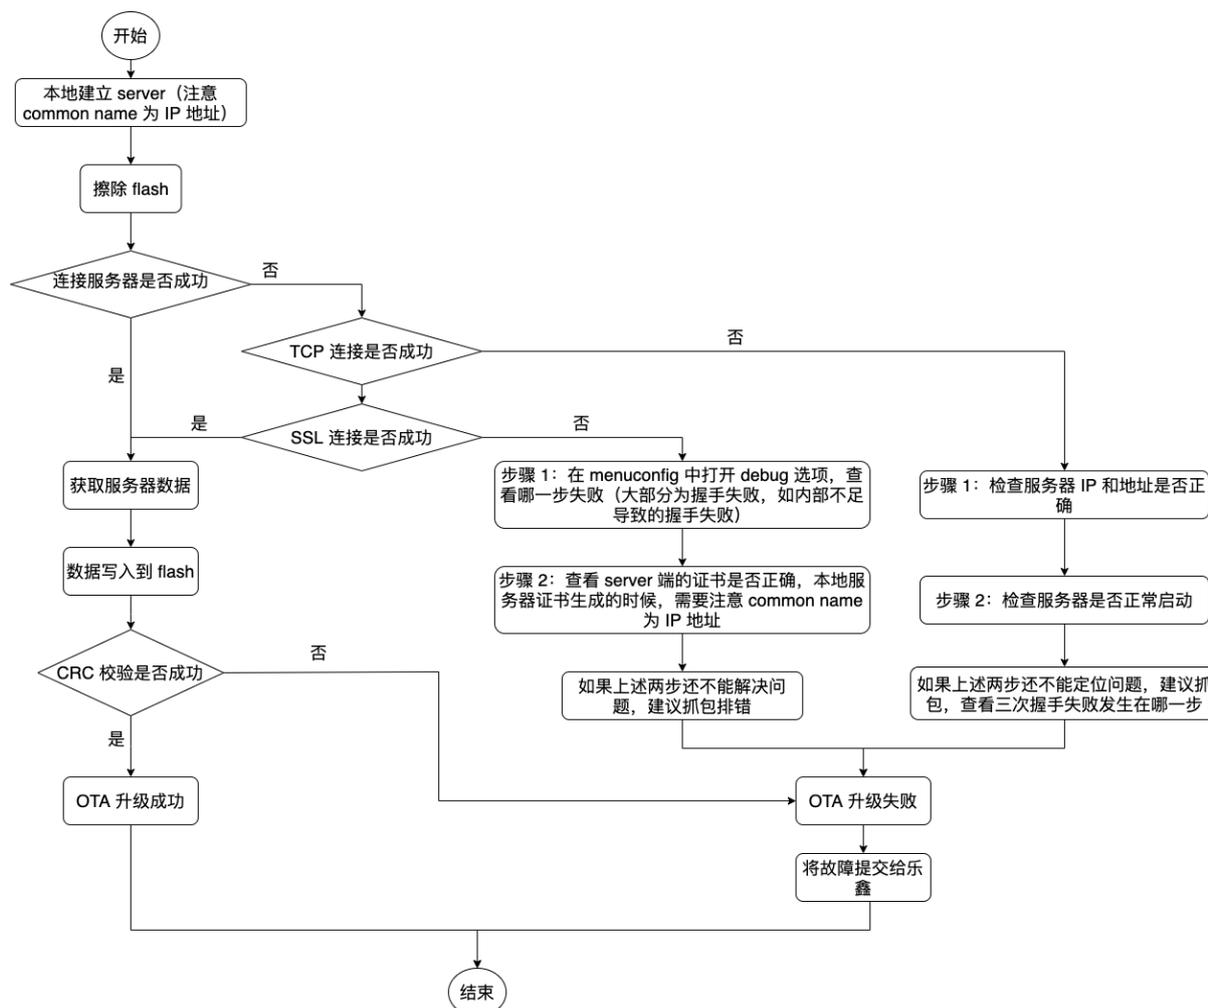 开始
本地建立 server（注意
common name 为 IP 地址）
擦除 flash
连接服务器是否成功
否
TCP 连接是否成功
否
是
是
SSL 连接是否成功
否
获取服务器数据
步骤 1：在 menuconfig 中打开 debug 选项，查
看哪一步失败（大部分为握手失败，如内部不足
导致的握手失败）
步骤 1：检查服务器 IP 和地址是否正
确
数据写入到 flash
步骤 2：查看 server 端的证书是否正确，本地服
务器证书生成的时候，需要注意 common name
为 IP 地址
步骤 2：检查服务器是否正常启动
CRC 校验是否成功
否
如果上述两步还不能解决问
题，建议抓包排错
如果上述两步还不能定位问题，建议抓
包，查看三次握手失败发生在哪一步
是
OTA 升级成功
OTA 升级失败
将故障提交给乐
鑫
结束